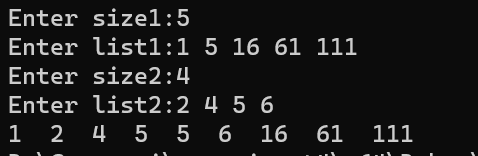 Enter size1:5
Enter list1:1 5 16 61 111
Enter size2:4
Enter list2:2 4 5 6
1  2  4  5  5  6  16  61  111